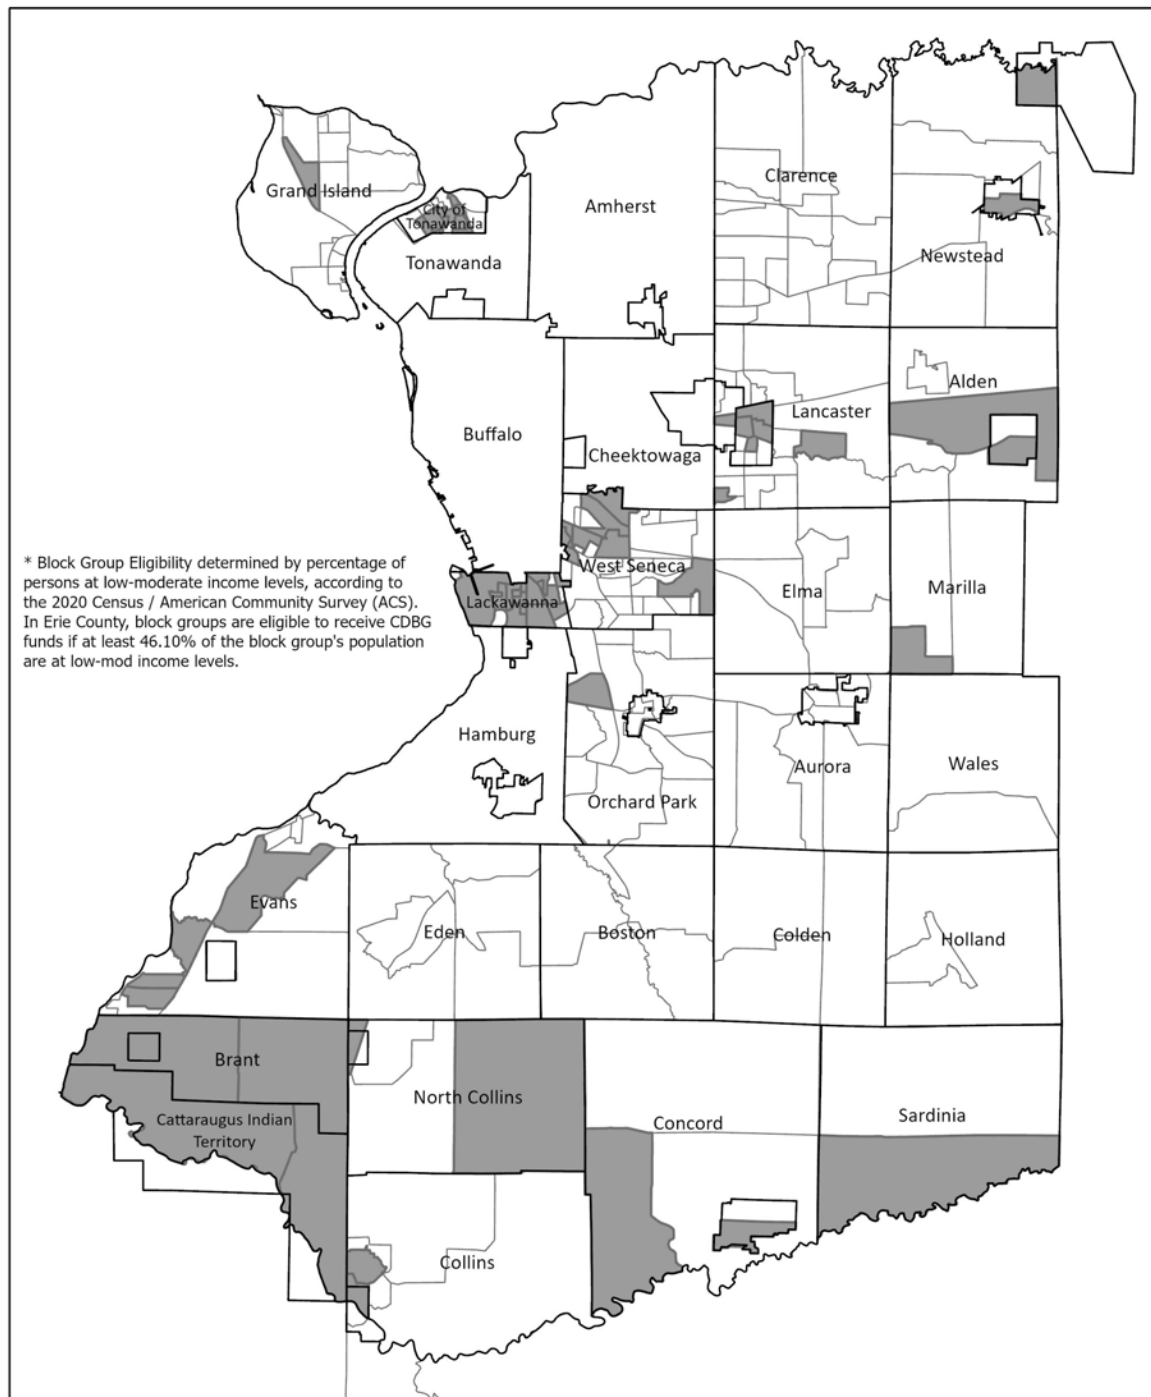 Grand Island
City of
Tonawanda
Tonawanda
Amherst
Clarence
Newstead
Buffalo
Cheektowaga
Lancaster
Alden
* Block Group Eligibility determined by percentage of
persons at low-moderate income levels, according to
the 2020 Census / American Community Survey (ACS).
In Erie County, block groups are eligible to receive CDBG
funds if at least 46.10% of the block group's population
are at low-mod income levels.
Lackawanna
West Seneca
Elma
Marilla
Hamburg
Orchard Park
Aurora
Wales
Evans
Eden
Boston
Colden
Holland
Brant
Cattaraugus Indian
Territory
North Collins
Concord
Sardinia
Collins